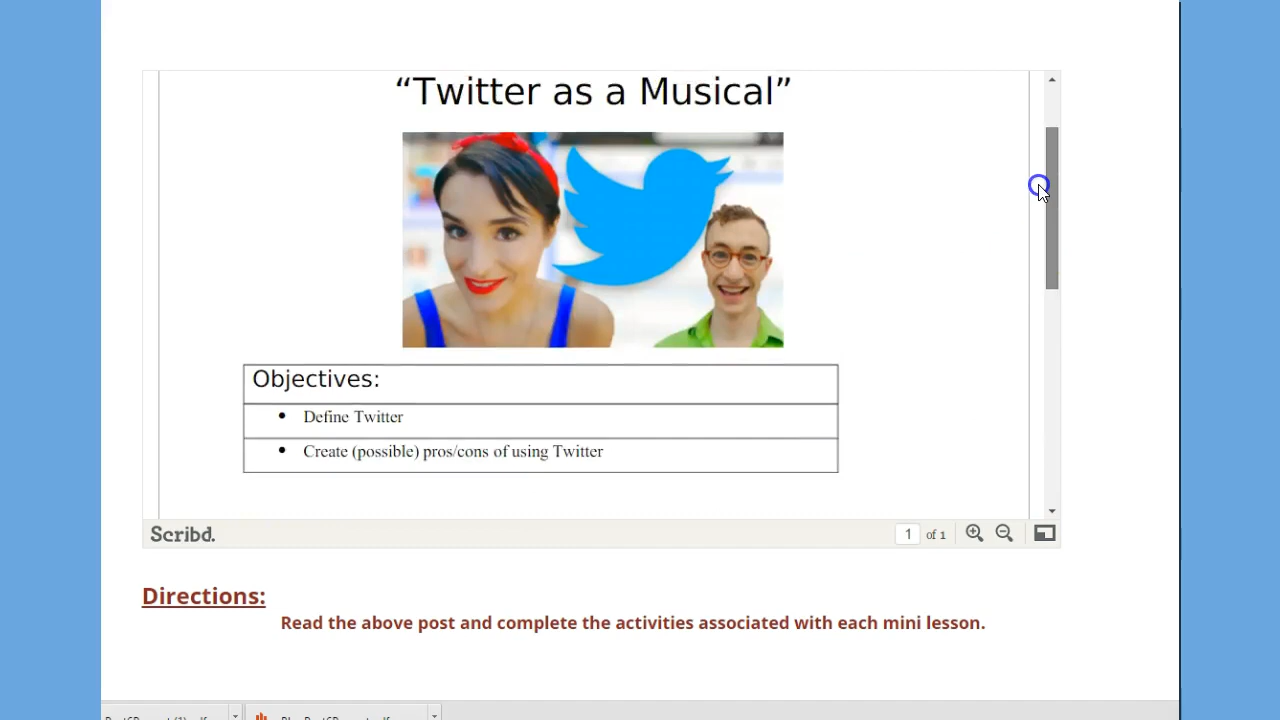 “Twitter as a Musical”
Objectives:
• Define Twitter
• Create (possible) pros/cons of using Twitter
Scribd.
1 of 1
Directions:
Read the above post and complete the activities associated with each mini lesson.